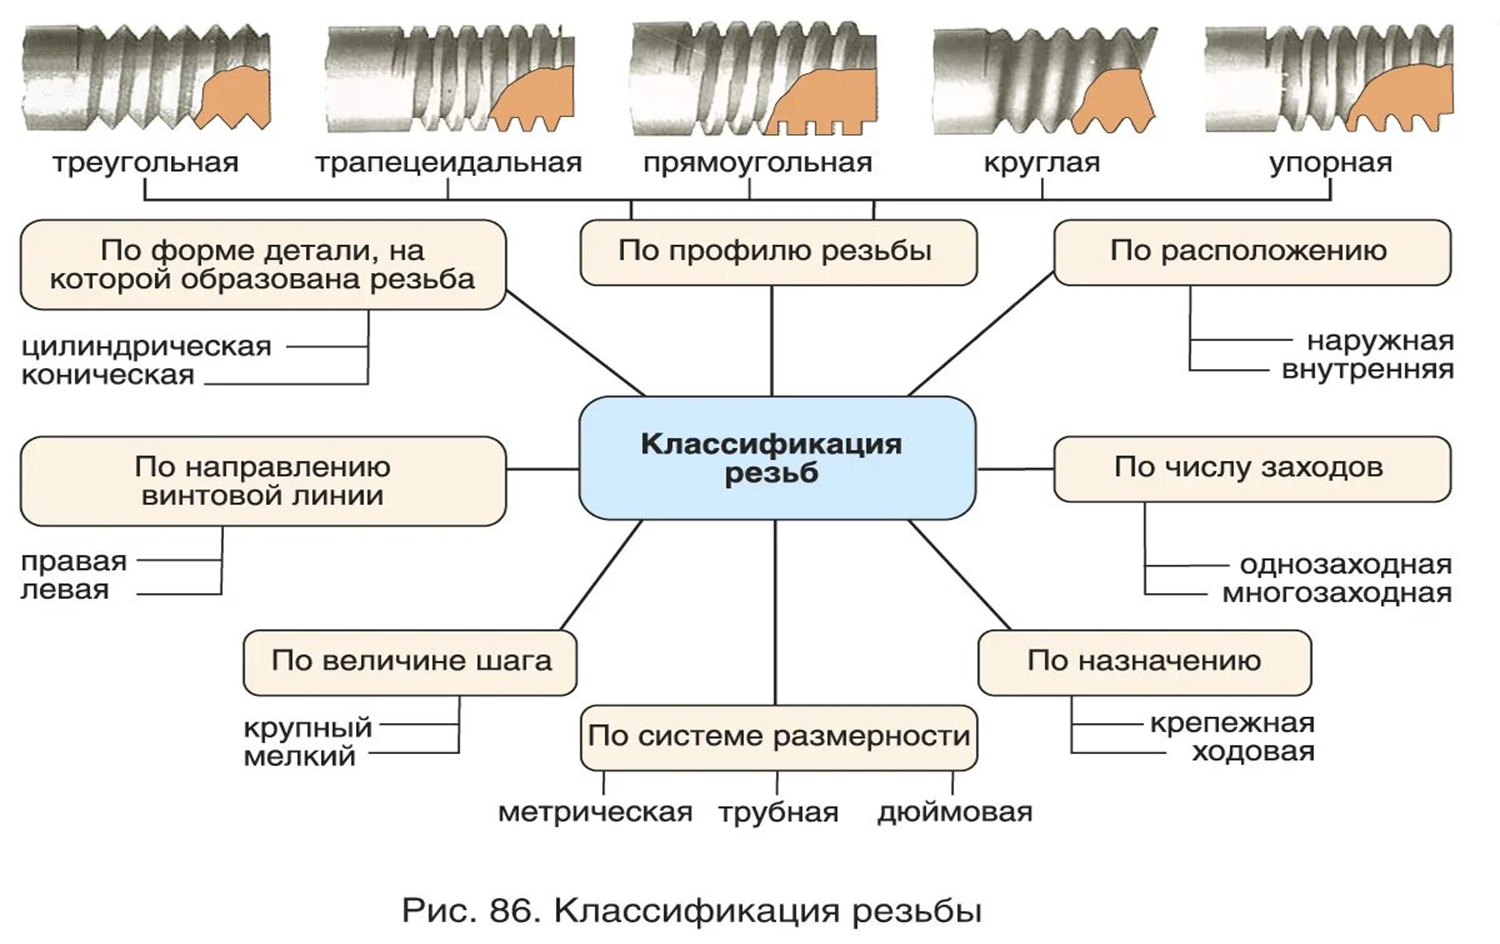 треугольная
трапецеидальная
прямоугольная
круглая
упорная
По форме детали, на
которой образована резьба
цилиндрическая
коническая
По профилю резьбы
По расположению
наружная
внутренняя
Классификация
резьб
По направлению
винтовой линии
правая
левая
По числу заходов
однозаходная
многозаходная
По величине шага
крупный
мелкий
По системе размерности
метрическая
трубная
дюймовая
По назначению
крепежная
ходовая
Рис. 86. Классификация резьбы